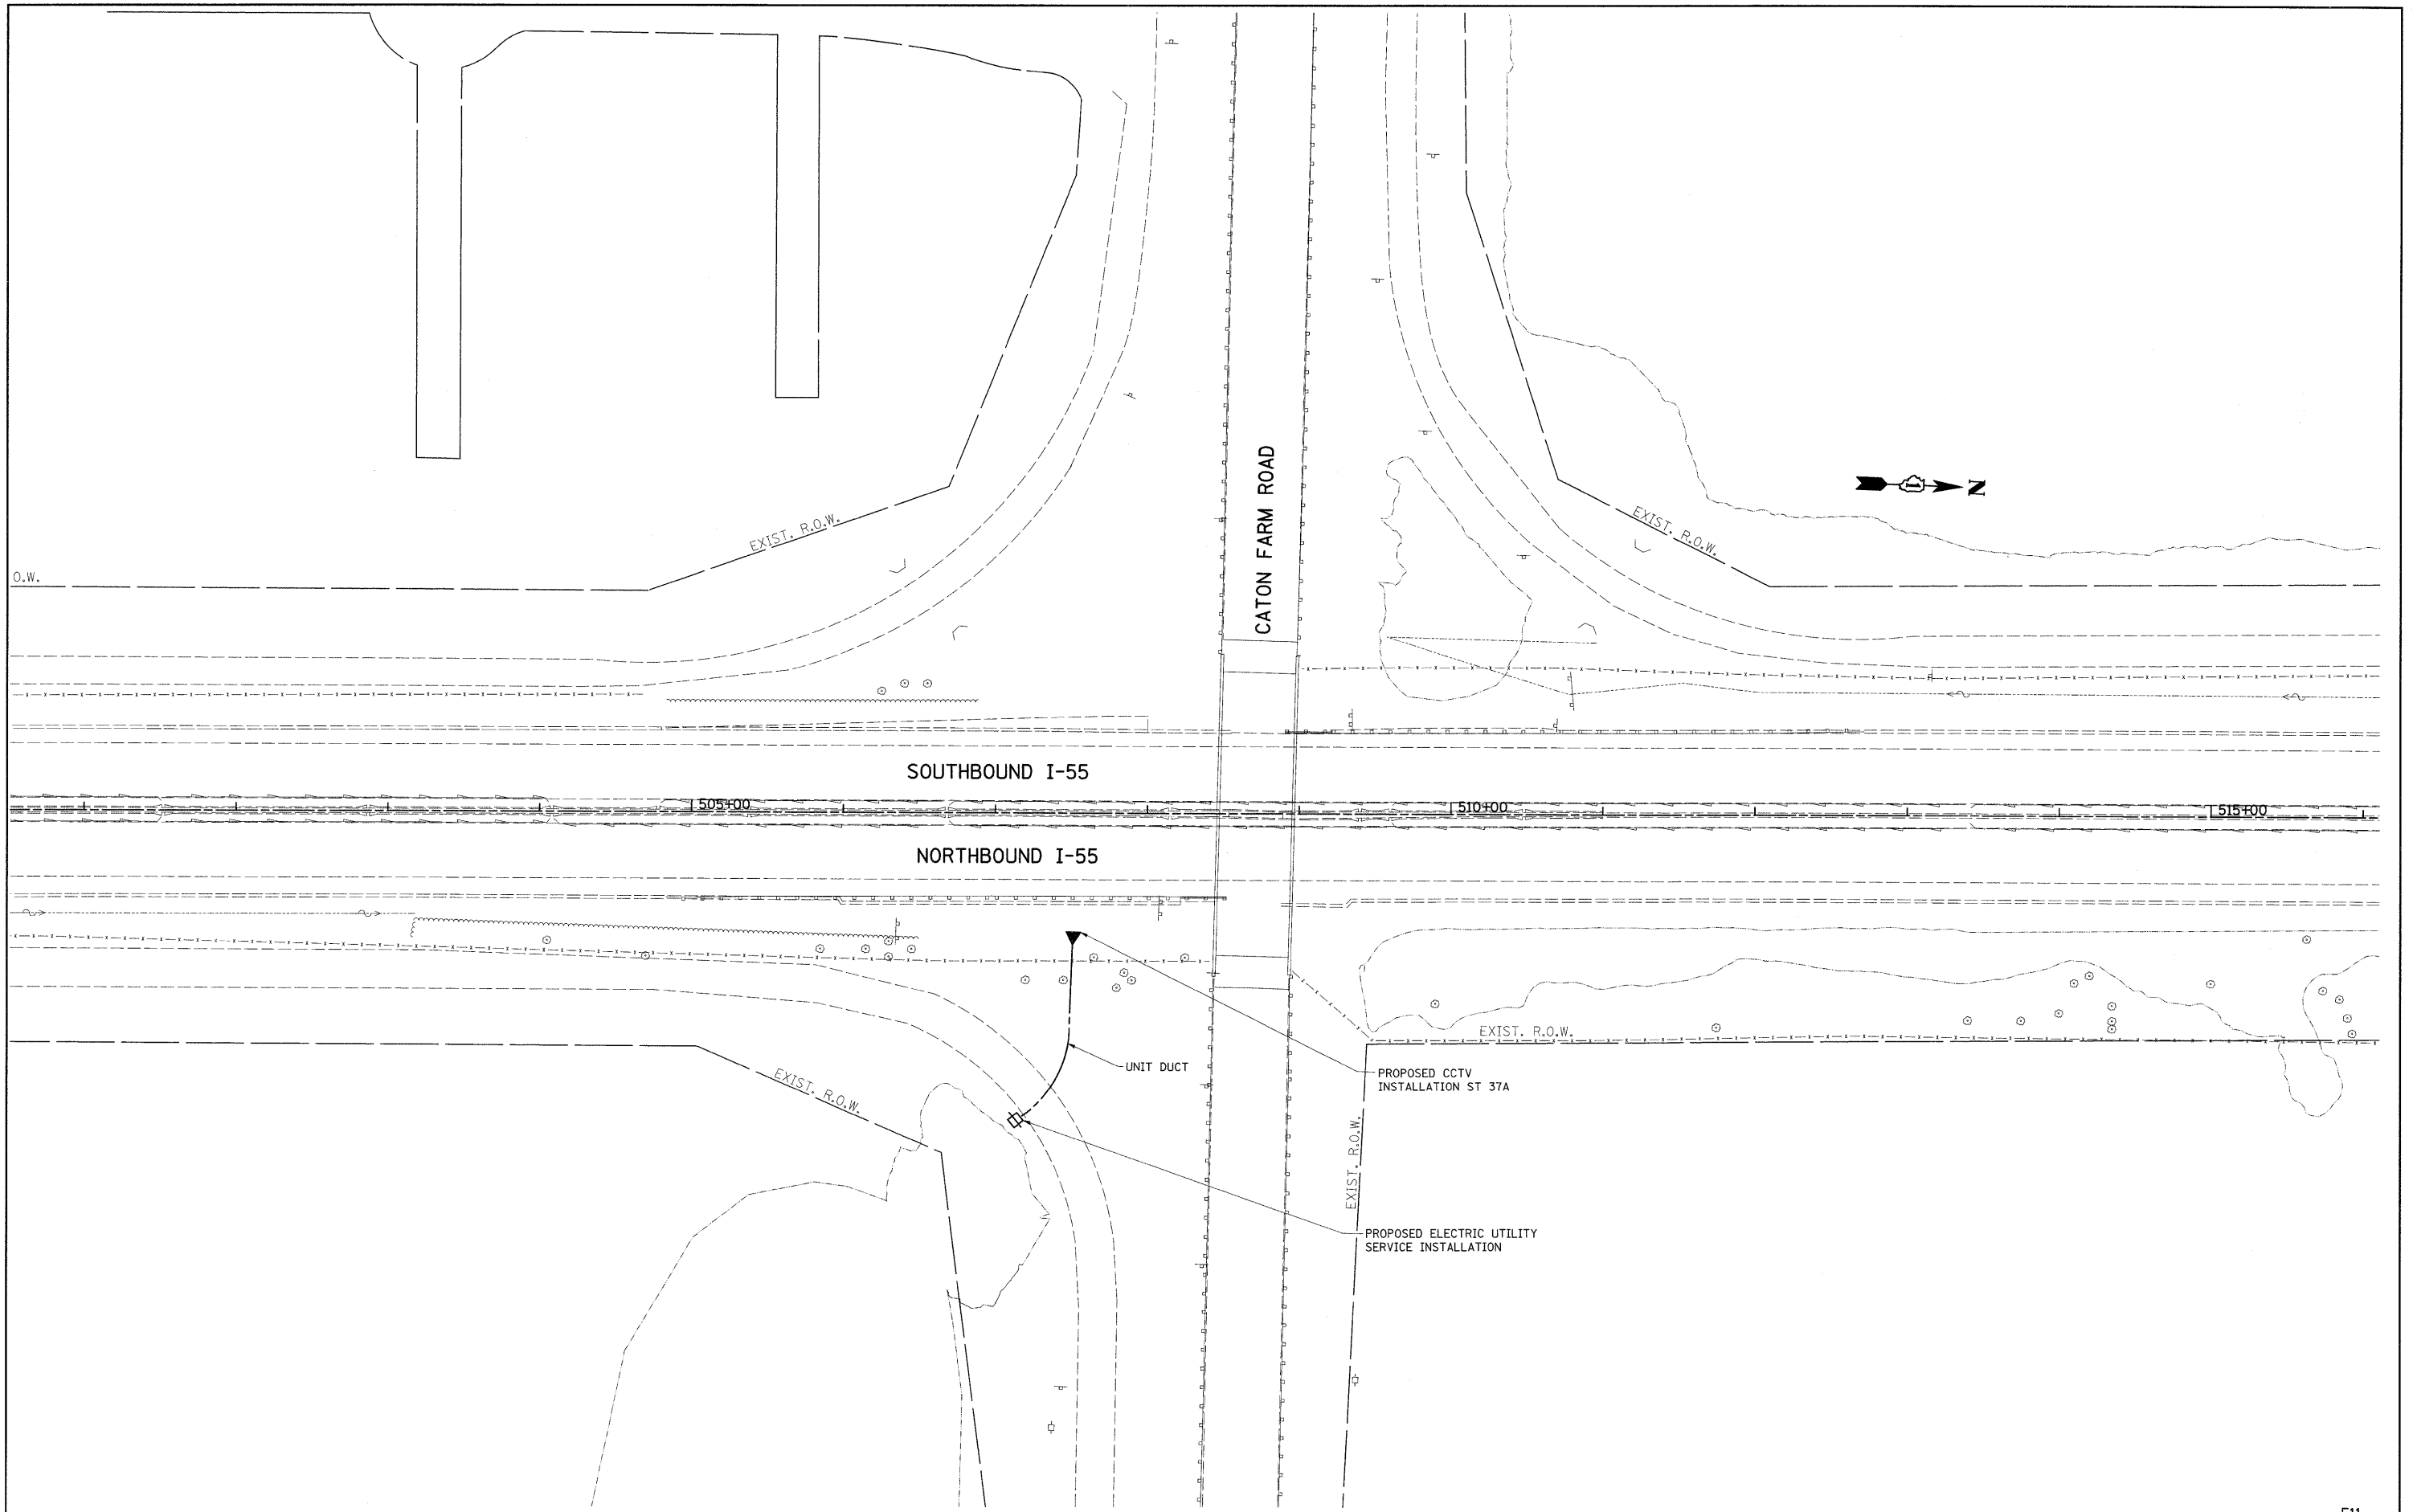 CATON FARM ROAD
N
EXIST. R.O.W.
EXIST. R.O.W.
O.W.
SOUTHBOUND I-55
505+00
510+00
515+00
NORTHBOUND I-55
EXIST. R.O.W.
UNIT DUCT
PROPOSED CCTV
INSTALLATION ST 37A
EXIST. R.O.W.
EXIST. R.O.W.
PROPOSED ELECTRIC UTILITY
SERVICE INSTALLATION